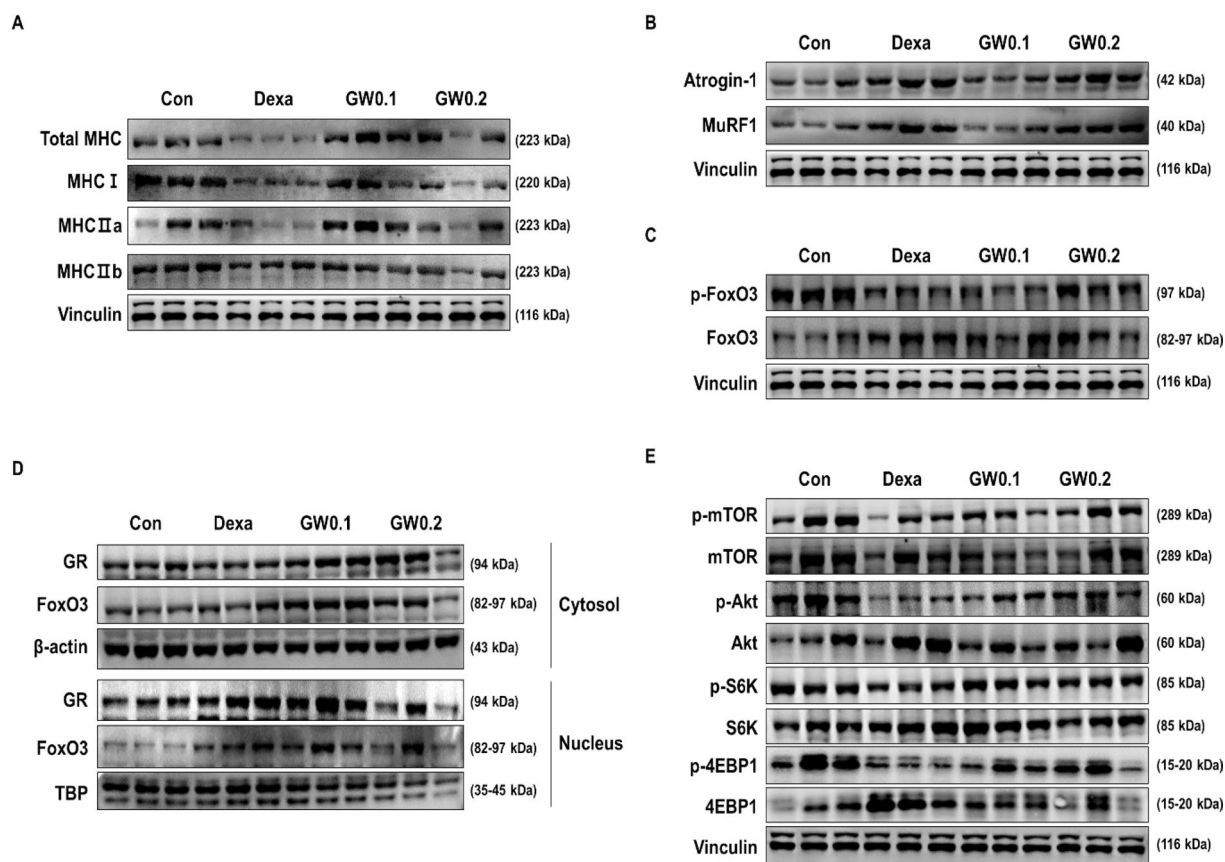 A
Con Dexa GW0.1 GW0.2
Total MHC (223 kDa)
MHC Ⅰ (220 kDa)
MHCⅡa (223 kDa)
MHCⅡb (223 kDa)
Vinculin (116 kDa)
B
Con Dexa GW0.1 GW0.2
Atrogin-1 (42 kDa)
MuRF1 (40 kDa)
Vinculin (116 kDa)
C
Con Dexa GW0.1 GW0.2
p-FoxO3 (97 kDa)
FoxO3 (82-97 kDa)
Vinculin (116 kDa)
D
Con Dexa GW0.1 GW0.2
GR (94 kDa)
FoxO3 (82-97 kDa) Cytosol
β-actin (43 kDa)
GR (94 kDa)
FoxO3 (82-97 kDa) Nucleus
TBP (35-45 kDa)
E
Con Dexa GW0.1 GW0.2
p-mTOR (289 kDa)
mTOR (289 kDa)
p-Akt (60 kDa)
Akt (60 kDa)
p-S6K (85 kDa)
S6K (85 kDa)
p-4EBP1 (15-20 kDa)
4EBP1 (15-20 kDa)
Vinculin (116 kDa)